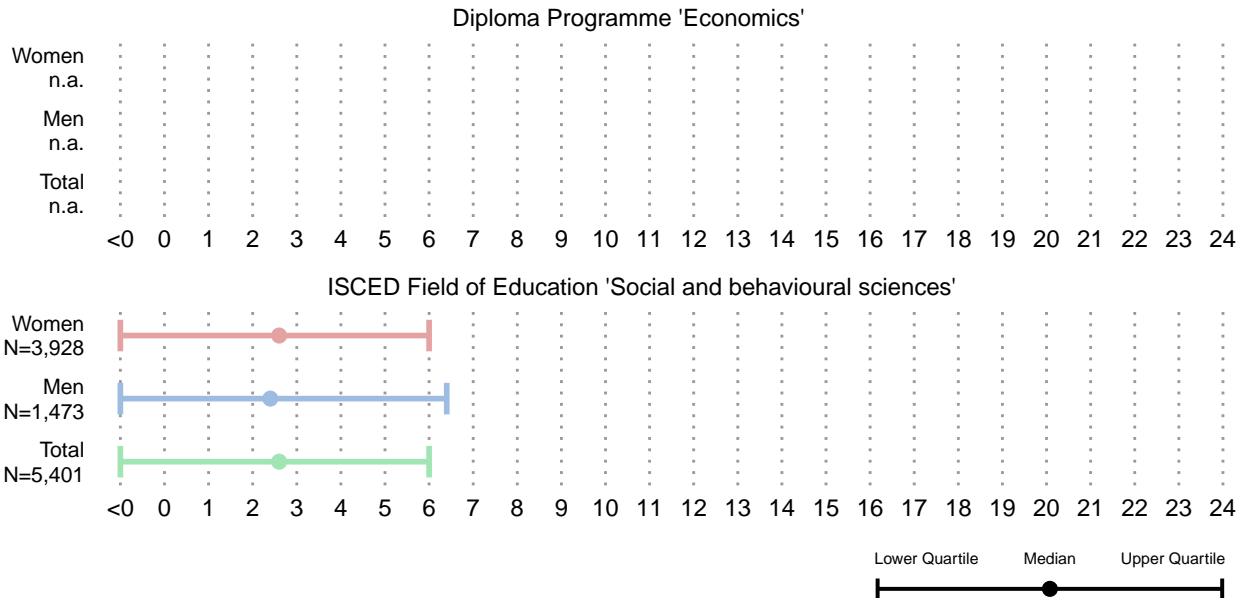 Diploma Programme 'Economics'
Women
n.a.
Men
n.a.
Total
n.a.
<0 0 1 2 3 4 5 6 7 8 9 10 11 12 13 14 15 16 17 18 19 20 21 22 23 24
ISCED Field of Education 'Social and behavioural sciences'
Women
N=3,928
Men
N=1,473
Total
N=5,401
<0 0 1 2 3 4 5 6 7 8 9 10 11 12 13 14 15 16 17 18 19 20 21 22 23 24
Lower Quartile Median Upper Quartile